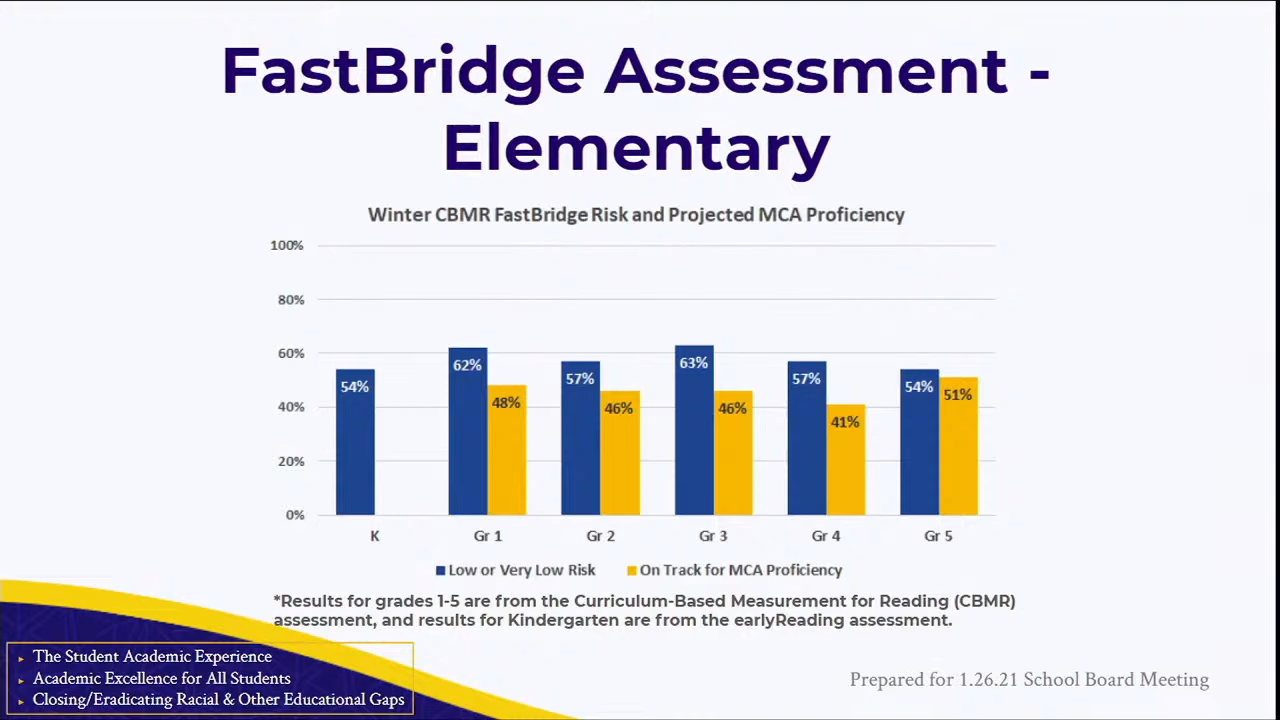 FastBridge Assessment -
Elementary
Winter CBMR FastBridge Risk and Projected MCA Proficiency
100%
80%
60%
40%
20%
0%
54%
62%
48%
57%
46%
63%
46%
57%
41%
54%
51%
K
Gr 1
Gr 2
Gr 3
Gr 4
Gr 5
Low or Very Low Risk
On Track for MCA Proficiency
*Results for grades 1-5 are from the Curriculum-Based Measurement for Reading (CBMR)
assessment, and results for Kindergarten are from the earlyReading assessment.
The Student Academic Experience
Academic Excellence for All Students
Closing/Eradicating Racial & Other Educational Gaps
Prepared for 1.26.21 School Board Meeting